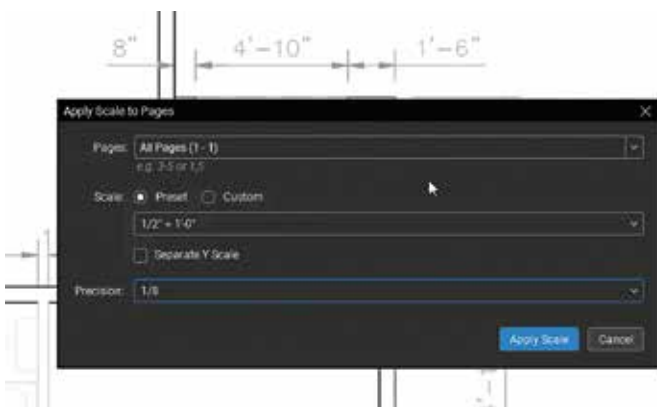 8" 4'-10" 1'-6"
Apply Scale to Pages
Pages: All Pages (1 - 1)
e.g. 3-5 or 1,5
Scale: Preset Custom
1/2" = 1'-0"
Separate Y Scale
Precision: 1/8
Apply Scale Cancel